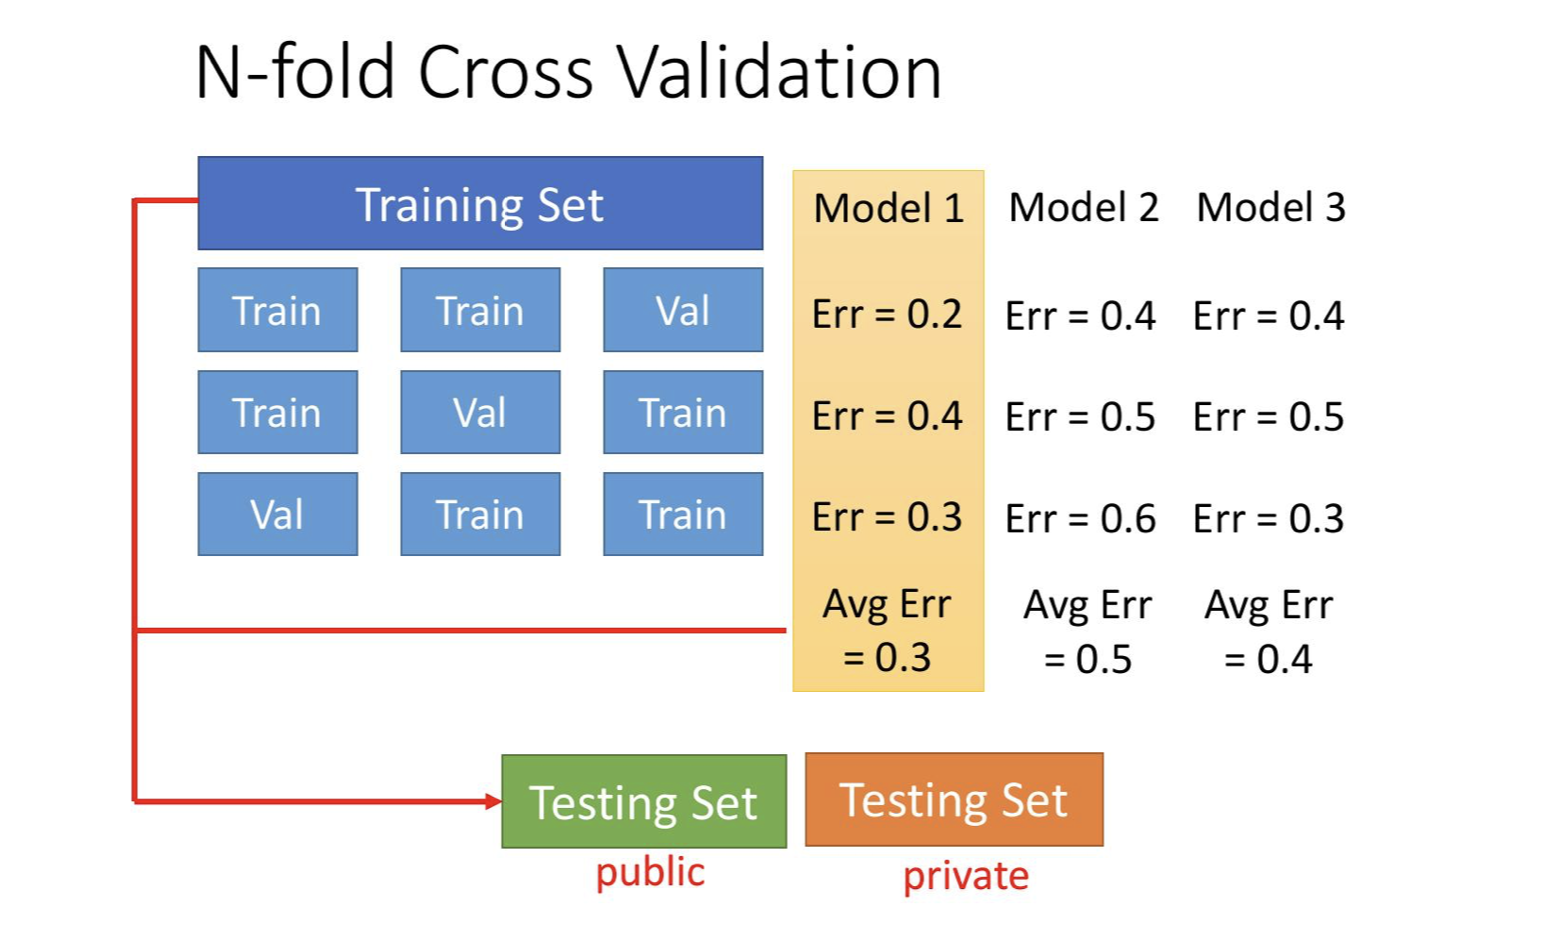 N-fold Cross Validation
Training Set
Model 1 Model 2 Model 3
Train Train Val Err = 0.2 Err = 0.4 Err = 0.4
Train Val Train Err = 0.4 Err = 0.5 Err = 0.5
Val Train Train Err = 0.3 Err = 0.6 Err = 0.3
Avg Err Avg Err Avg Err
= 0.3 = 0.5 = 0.4
Testing Set Testing Set
public private